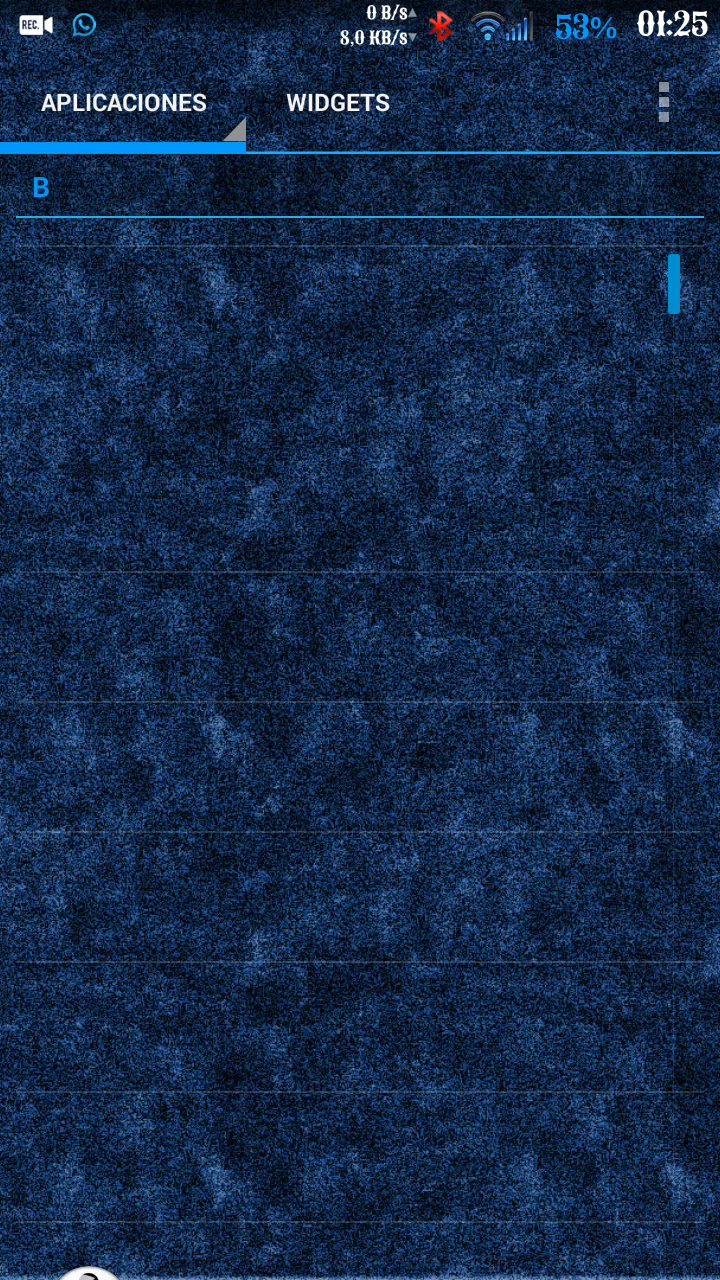 REC.
0 B/s
8,0 KB/s
53%
01:25
APLICACIONES
WIDGETS
B